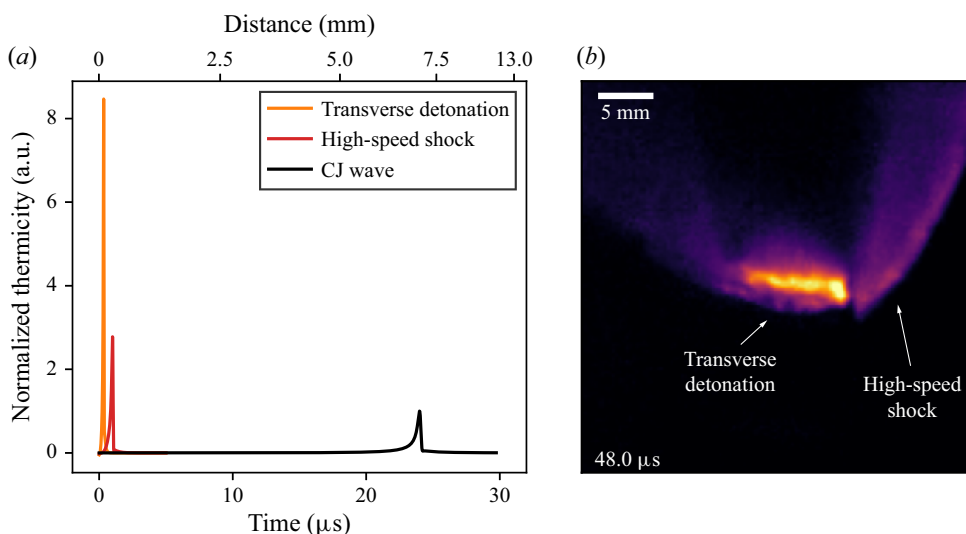 Distance (mm)
(a)
0 2.5 5.0 7.5 13.0
Normalized thermicity (a.u.)
8
6
4
2
0
Transverse detonation
High-speed shock
CJ wave
0 10 20 30
Time (μs)
(b)
5 mm
Transverse
detonation
High-speed
shock
48.0 μs